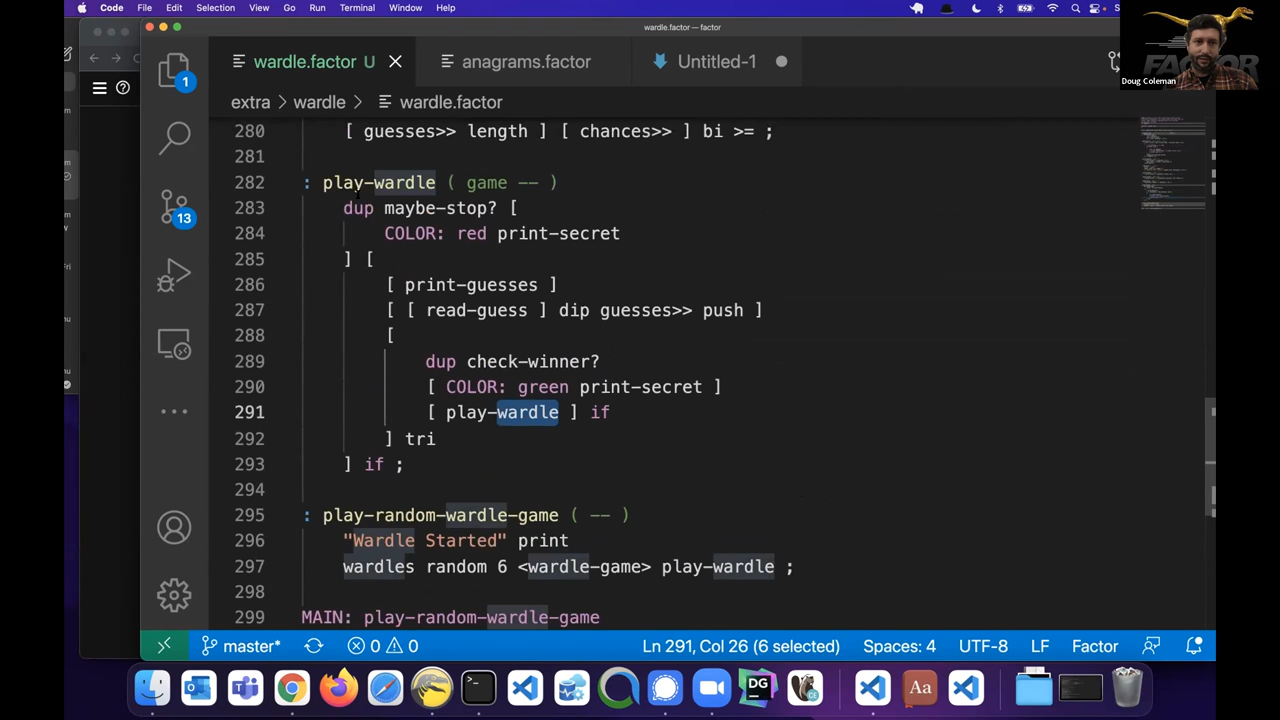 Code File Edit Selection View Go Run Terminal Window Help
wardle.factor — factor
wardle.factor U
anagrams.factor
Untitled-1
FACTOR
Doug Coleman
extra > wardle > wardle.factor
1
13
280 [ guesses>> length ] [ chances>> ] bi >= ;
281
282 : play-wardle ( game -- )
283 dup maybe-stop? [
284 COLOR: red print-secret
285 ] [
286 [ print-guesses ]
287 [ [ read-guess ] dip guesses>> push ]
288 [
289 dup check-winner?
290 [ COLOR: green print-secret ]
291 [ play-wardle ] if
292 ] tri
293 ] if ;
294
295 : play-random-wardle-game ( -- )
296 "Wardle Started" print
297 wardles random 6 <wardle-game> play-wardle ;
298
299 MAIN: play-random-wardle-game
master* 0 0 Ln 291, Col 26 (6 selected) Spaces: 4 UTF-8 LF Factor
DG
Aa